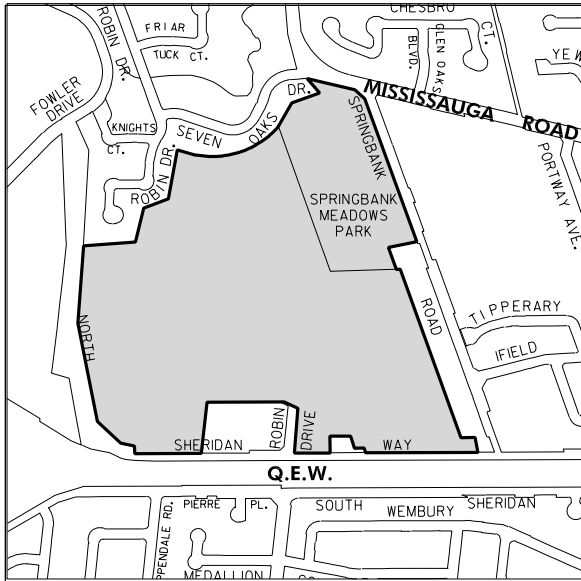 CHESBRO
CT.
ROBIN DR.
FRIAR
TUCK CT.
GLEN OAKS
BLVD.
FOWLER
DRIVE
DR.
MISSISSAUGA ROAD
KNIGHTS
CT.
SEVEN OAKS
SPRINGBANK
ROBIN DR.
PORTWAY AVE.
SPRINGBANK
MEADOWS
PARK
ROAD
TIPPERARY
IFIELD
NORTH
SHERIDAN
ROBIN
DRIVE
WAY
Q.E.W.
PIERRE PL.
SOUTH
SHERIDAN
WEMBURY
MEDALLION